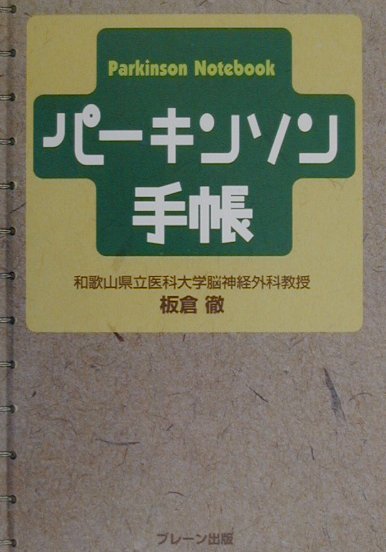 Parkinson Notebook
パーキンソン
手帳
和歌山県立医科大学脳神経外科教授
板倉 徹
ブレーン出版